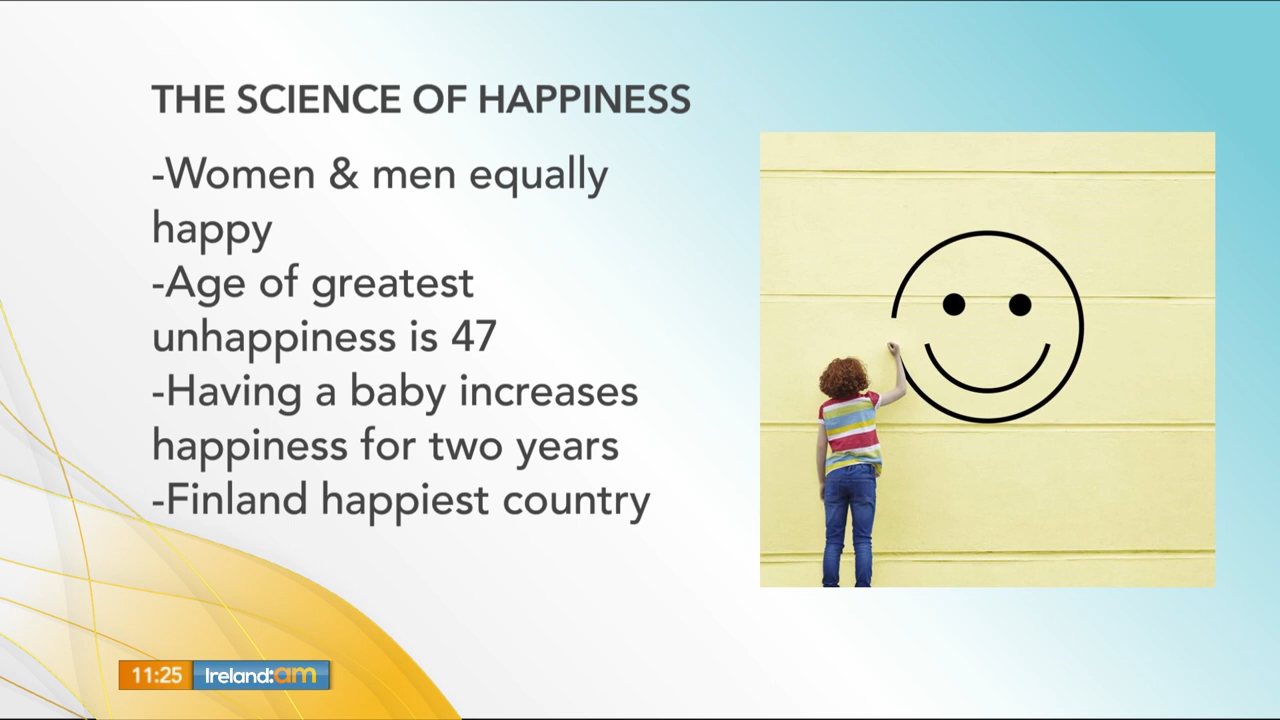 THE SCIENCE OF HAPPINESS
-Women & men equally
happy
-Age of greatest
unhappiness is 47
-Having a baby increases
happiness for two years
-Finland happiest country
11:25 Ireland:am